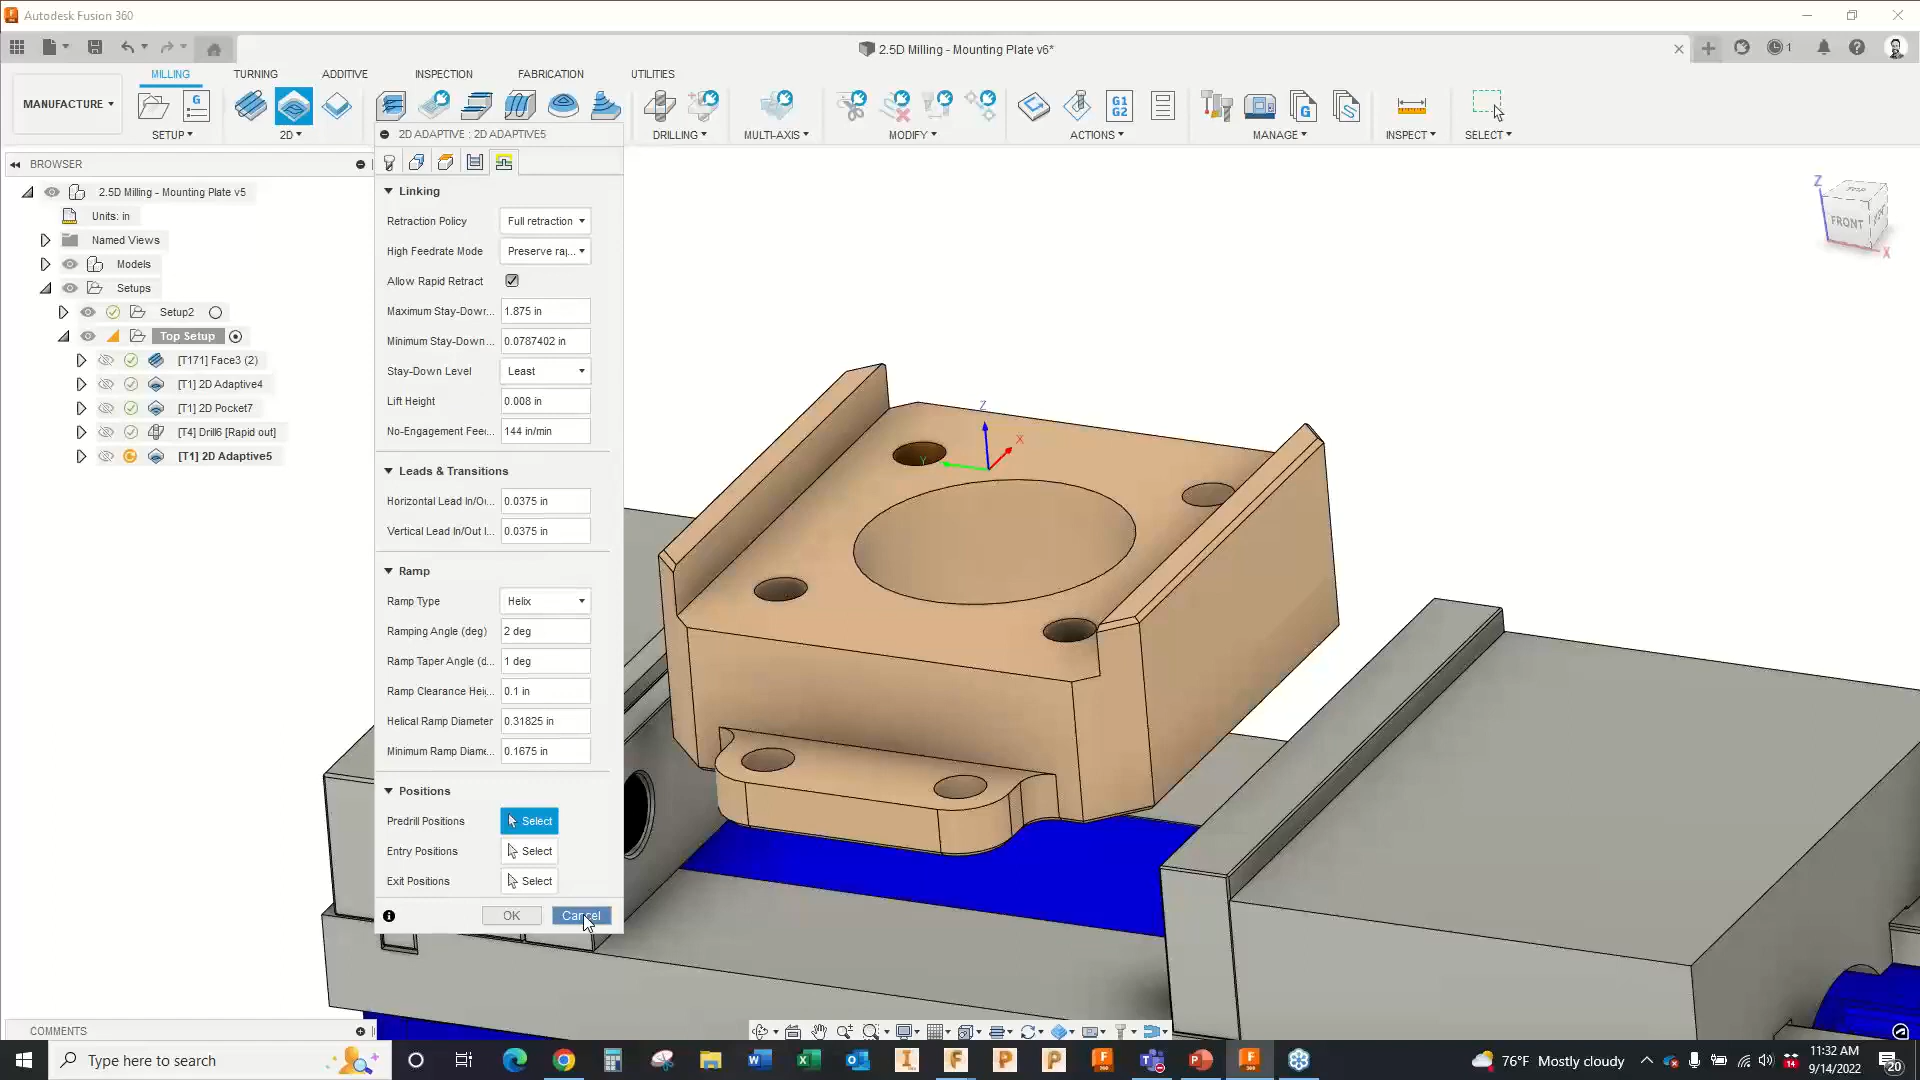 Autodesk Fusion 360
2.5D Milling - Mounting Plate v6*
1
MILLING
TURNING
ADDITIVE
INSPECTION
FABRICATION
UTILITIES
MANUFACTURE
G
G1
G2
G
SETUP
2D
DRILLING
MULTI-AXIS
MODIFY
ACTIONS
MANAGE
INSPECT
SELECT
BROWSER
2.5D Milling - Mounting Plate v5
Units: in
Named Views
Models
Setups
Setup2
Top Setup
[T171] Face3 (2)
[T1] 2D Adaptive4
[T1] 2D Pocket7
[T4] Drill6 [Rapid out]
[T1] 2D Adaptive5
2D ADAPTIVE : 2D ADAPTIVE5
Linking
Retraction Policy Full retraction
High Feedrate Mode Preserve raj...
Allow Rapid Retract
Maximum Stay-Dowr... 1.875 in
Minimum Stay-Down... 0.0787402 in
Stay-Down Level Least
Lift Height 0.008 in
No-Engagement Fee... 144 in/min
Leads & Transitions
Horizontal Lead In/Ou... 0.0375 in
Vertical Lead In/Out I... 0.0375 in
Ramp
Ramp Type Helix
Ramping Angle (deg) 2 deg
Ramp Taper Angle (d... 1 deg
Ramp Clearance Heiç... 0.1 in
Helical Ramp Diameter 0.31825 in
Minimum Ramp Diame... 0.1675 in
Positions
Predrill Positions Select
Entry Positions Select
Exit Positions Select
OK Cancel
Z
TOP
FRONT
X
Z
X
Y
COMMENTS
Type here to search
76°F Mostly cloudy
11:32 AM
9/14/2022
14
20